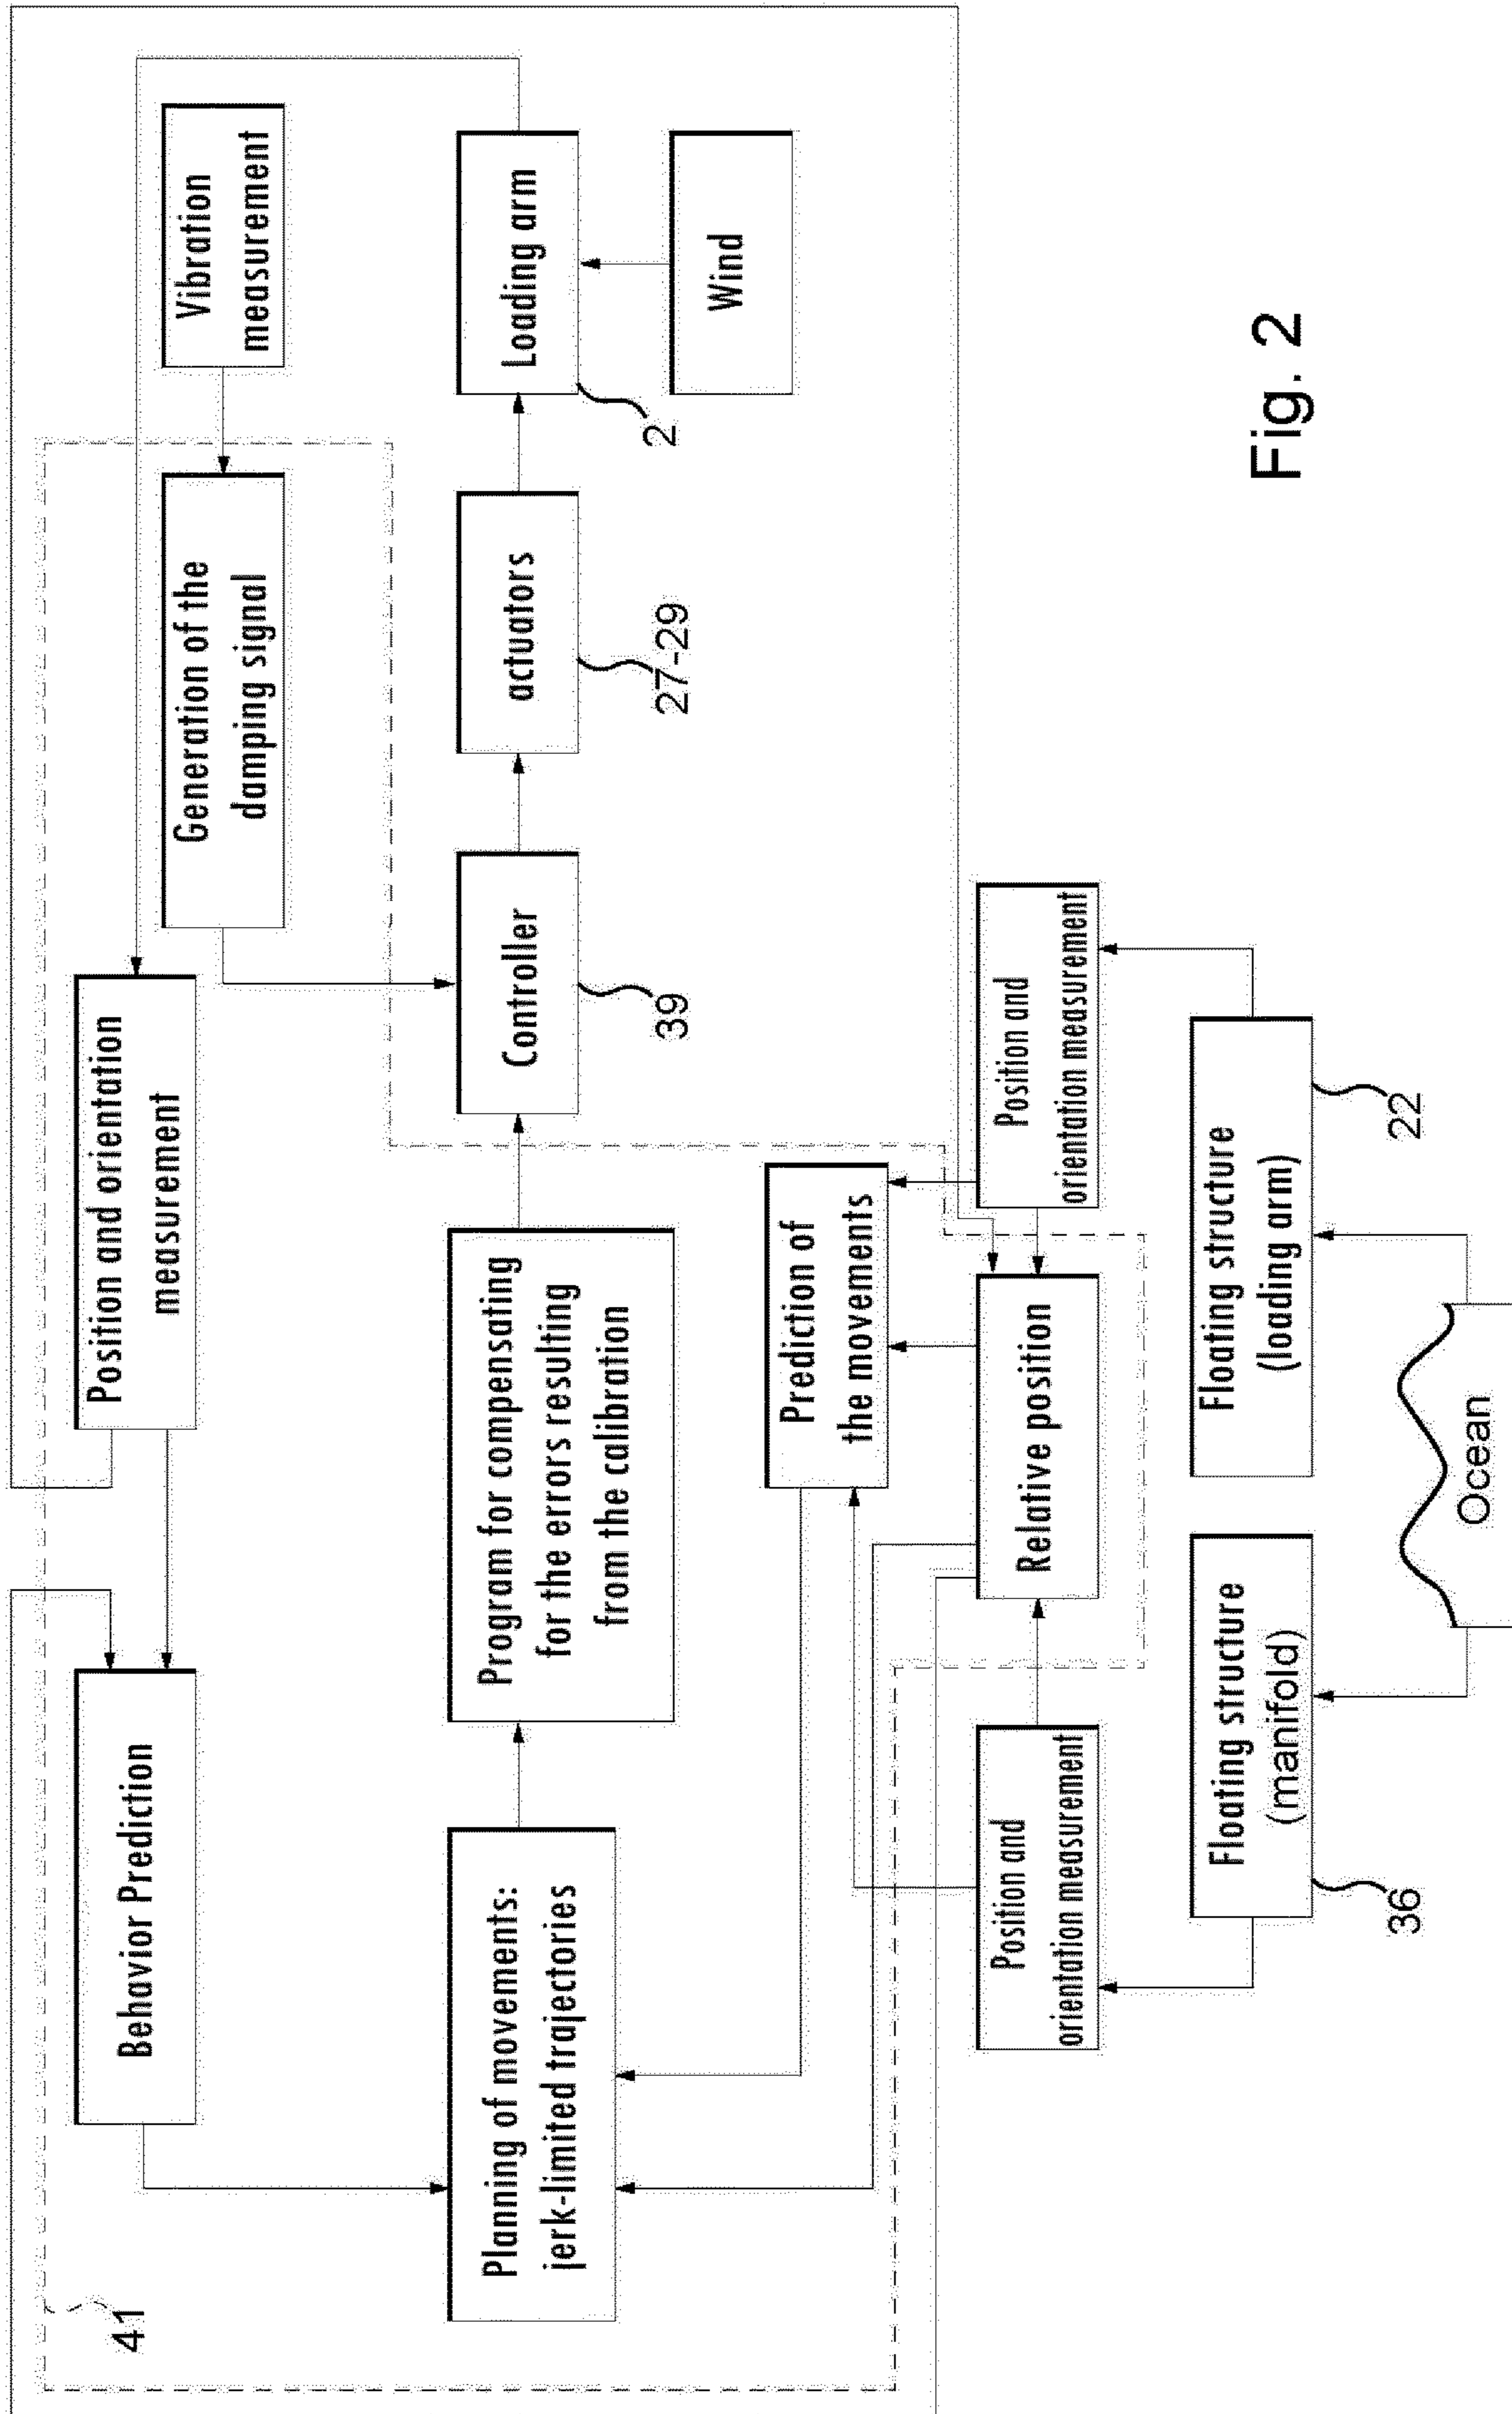 41
Behavior Prediction
Position and orientation
measurement
Generation of the
damping signal
Vibration
measurement
Planning of movements:
jerk-limited trajectories
Program for compensating
for the errors resulting
from the calibration
Controller
39
actuators
27-29
Loading arm
2
Wind
Prediction of
the movements
Position and
orientation measurement
Relative position
Position and
orientation measurement
Floating structure
(manifold)
36
Floating structure
(loading arm)
22
Ocean
Fig. 2